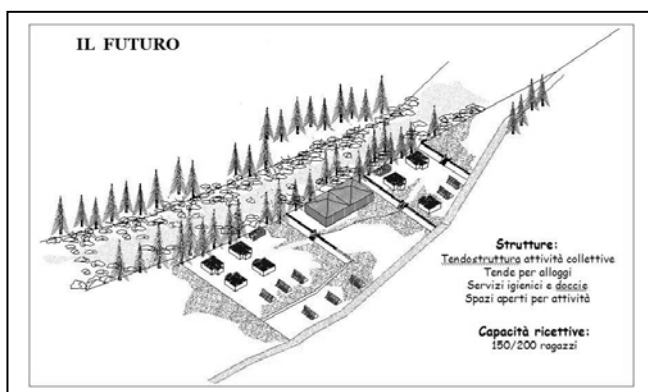 IL FUTURO
Strutture:
Tendostruttura attività collettive
Tende per alloggi
Servizi igienici e doccie
Spazi aperti per attività
Capacità ricettive:
150/200 ragazzi